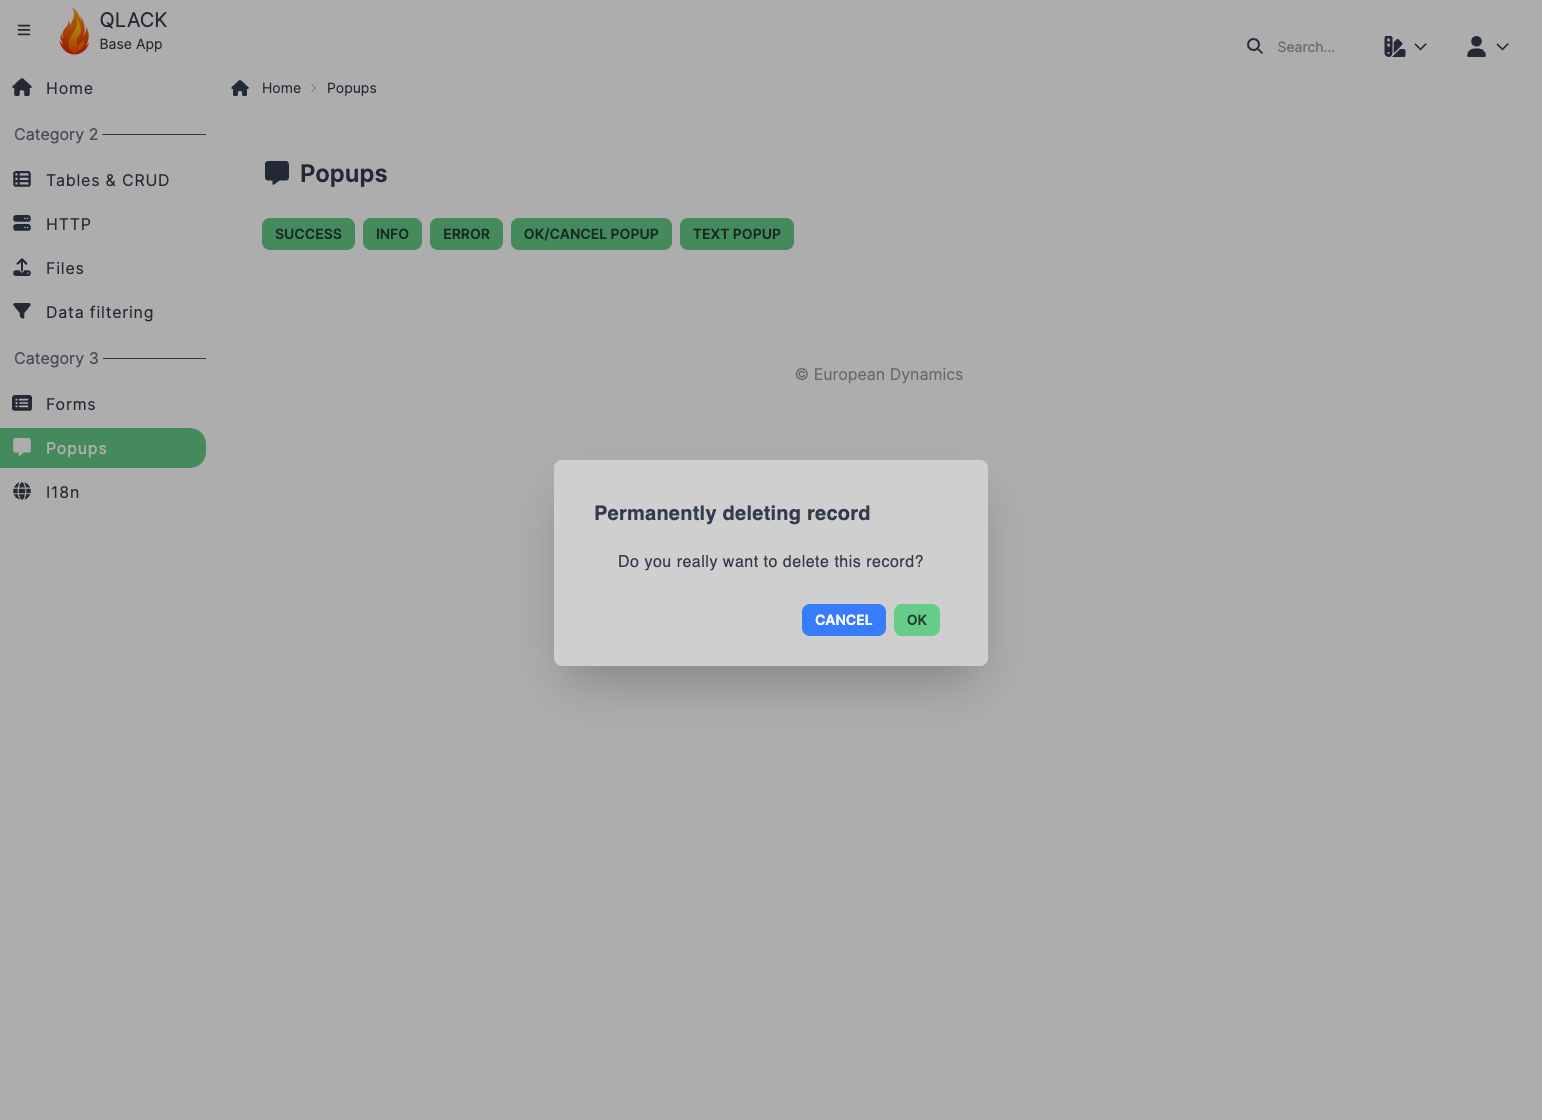 QLACK
Base App
Search...
Home
Home
Popups
Category 2
Popups
Tables & CRUD
HTTP
Files
Data filtering
SUCCESS
INFO
ERROR
OK/CANCEL POPUP
TEXT POPUP
Category 3
© European Dynamics
Forms
Popups
I18n
Permanently deleting record
Do you really want to delete this record?
CANCEL
OK